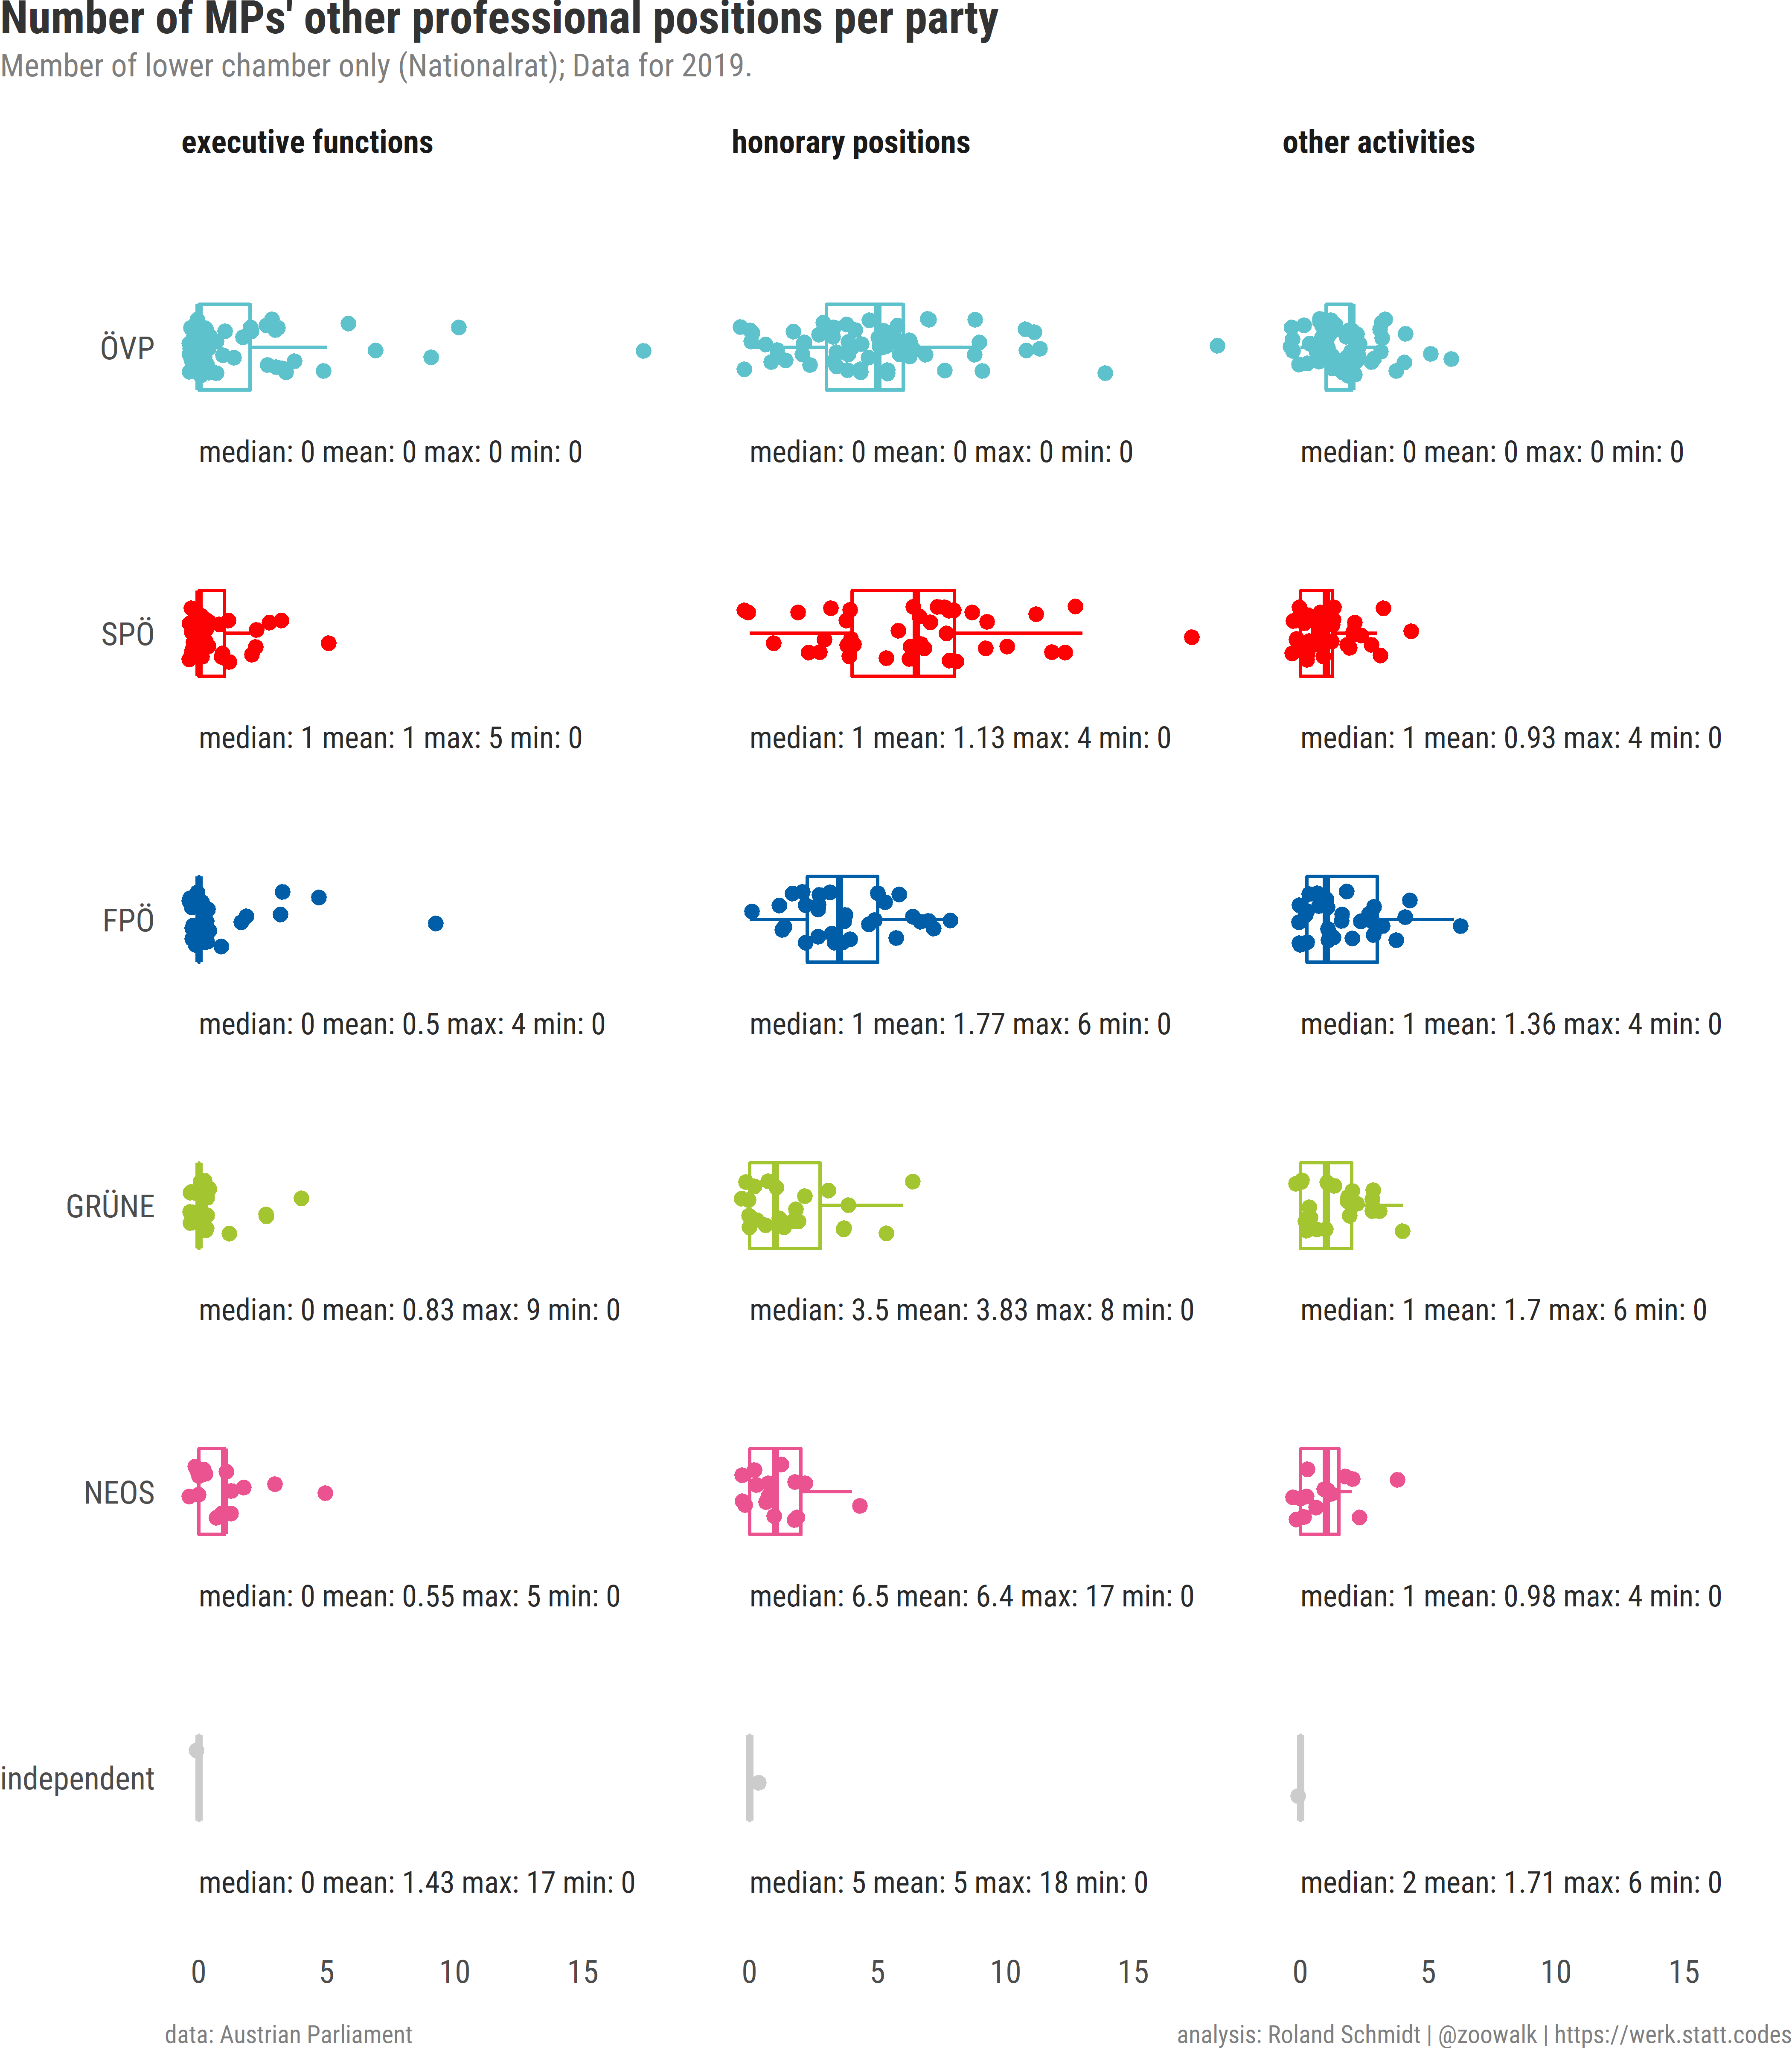 Number of MPs' other professional positions per party
Member of lower chamber only (Nationalrat); Data for 2019.
executive functions honorary positions other activities
ÖVP
median: 0 mean: 0 max: 0 min: 0 median: 0 mean: 0 max: 0 min: 0 median: 0 mean: 0 max: 0 min: 0
SPÖ
median: 1 mean: 1 max: 5 min: 0 median: 1 mean: 1.13 max: 4 min: 0 median: 1 mean: 0.93 max: 4 min: 0
FPÖ
median: 0 mean: 0.5 max: 4 min: 0 median: 1 mean: 1.77 max: 6 min: 0 median: 1 mean: 1.36 max: 4 min: 0
GRÜNE
median: 0 mean: 0.83 max: 9 min: 0 median: 3.5 mean: 3.83 max: 8 min: 0 median: 1 mean: 1.7 max: 6 min: 0
NEOS
median: 0 mean: 0.55 max: 5 min: 0 median: 6.5 mean: 6.4 max: 17 min: 0 median: 1 mean: 0.98 max: 4 min: 0
independent
median: 0 mean: 1.43 max: 17 min: 0 median: 5 mean: 5 max: 18 min: 0 median: 2 mean: 1.71 max: 6 min: 0
0 5 10 15 0 5 10 15 0 5 10 15
data: Austrian Parliament analysis: Roland Schmidt | @zoowalk | https://werk.statt.codes